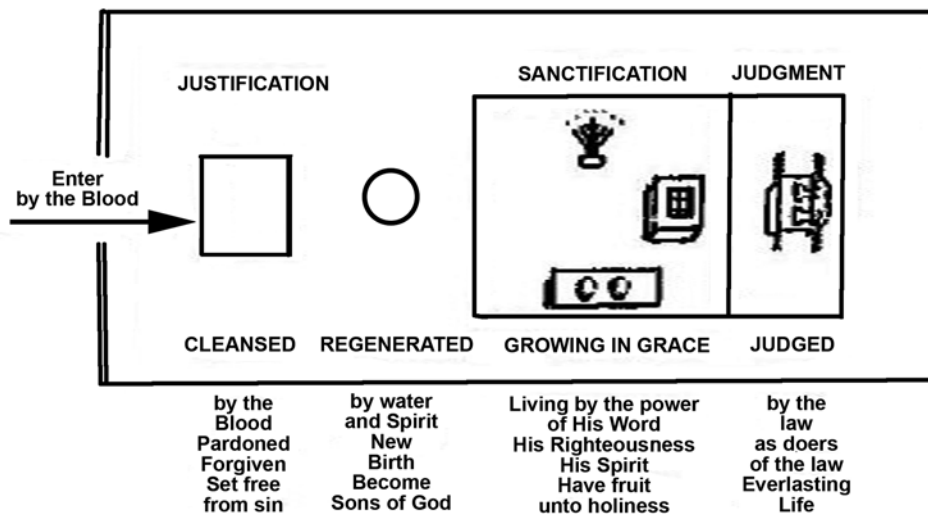 JUSTIFICATION
SANCTIFICATION
JUDGMENT
Enter
by the Blood
CLEANSED
REGENERATED
GROWING IN GRACE
JUDGED
by the
Blood
Pardoned
Forgiven
Set free
from sin
by water
and Spirit
New
Birth
Become
Sons of God
Living by the power
of His Word
His Righteousness
His Spirit
Have fruit
unto holiness
by the
law
as doers
of the law
Everlasting
Life